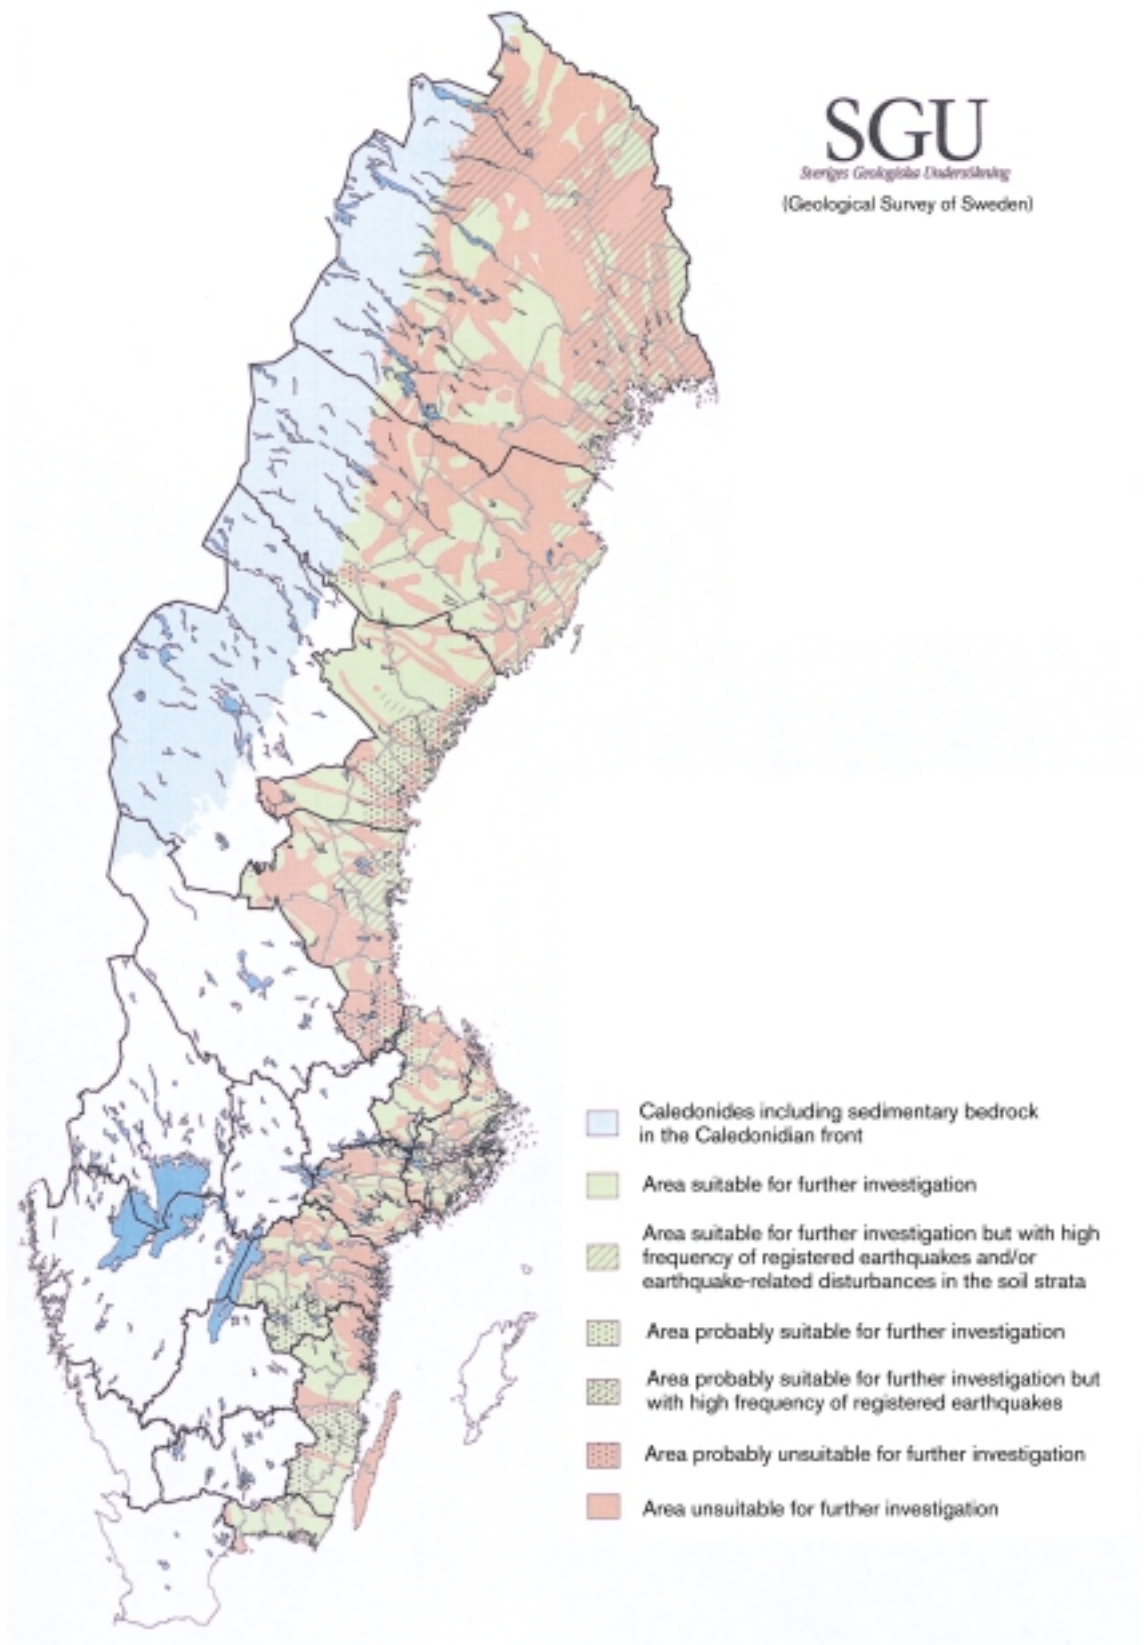 SGU
Sveriges Geologiska Undersökning
(Geological Survey of Sweden)
Caledonides including sedimentary bedrock
in the Caledonidian front
Area suitable for further investigation
Area suitable for further investigation but with high
frequency of registered earthquakes and/or
earthquake-related disturbances in the soil strata
Area probably suitable for further investigation
Area probably suitable for further investigation but
with high frequency of registered earthquakes
Area probably unsuitable for further investigation
Area unsuitable for further investigation